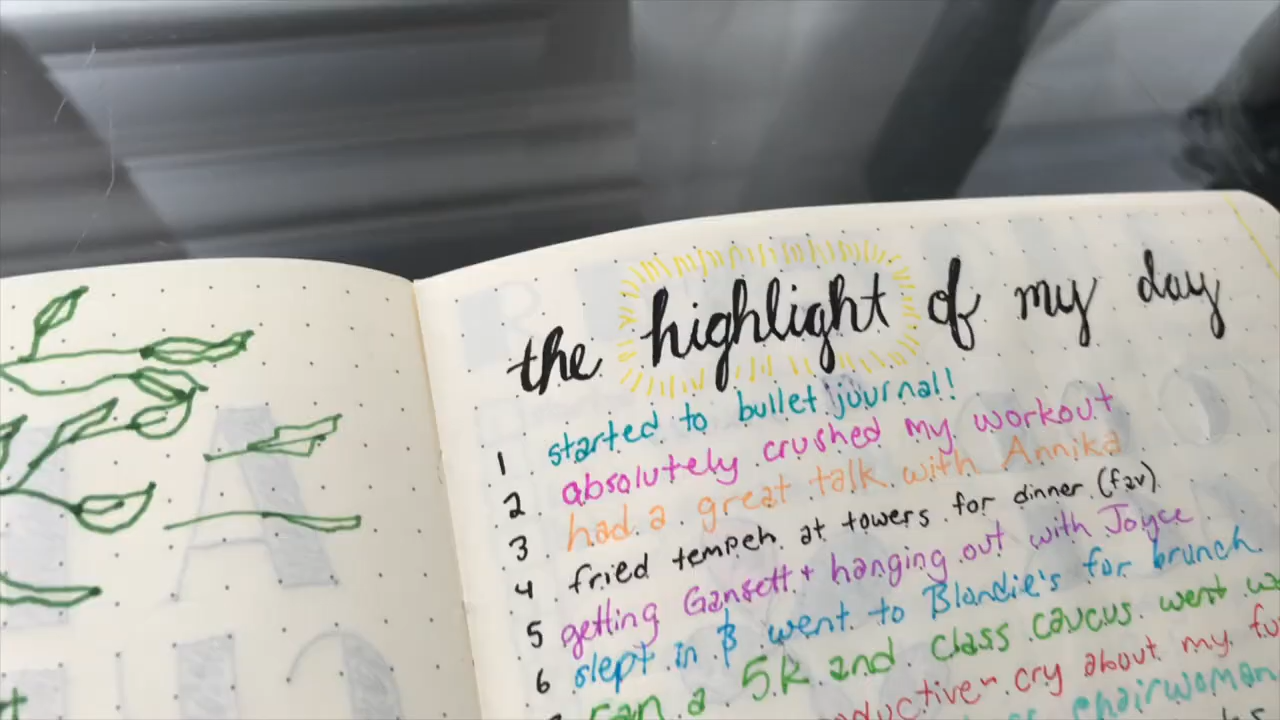 the highlight of my day
1 started to bullet journal!
2 absolutely crushed my workout
3 had a great talk with Annika
4 fried tempeh at towers for dinner (fav)
5 getting Gansett + hanging out with Joyce
6 slept in & went to Blondie's for brunch
ran a 5k and class caucus went
cry about my
chairwoman